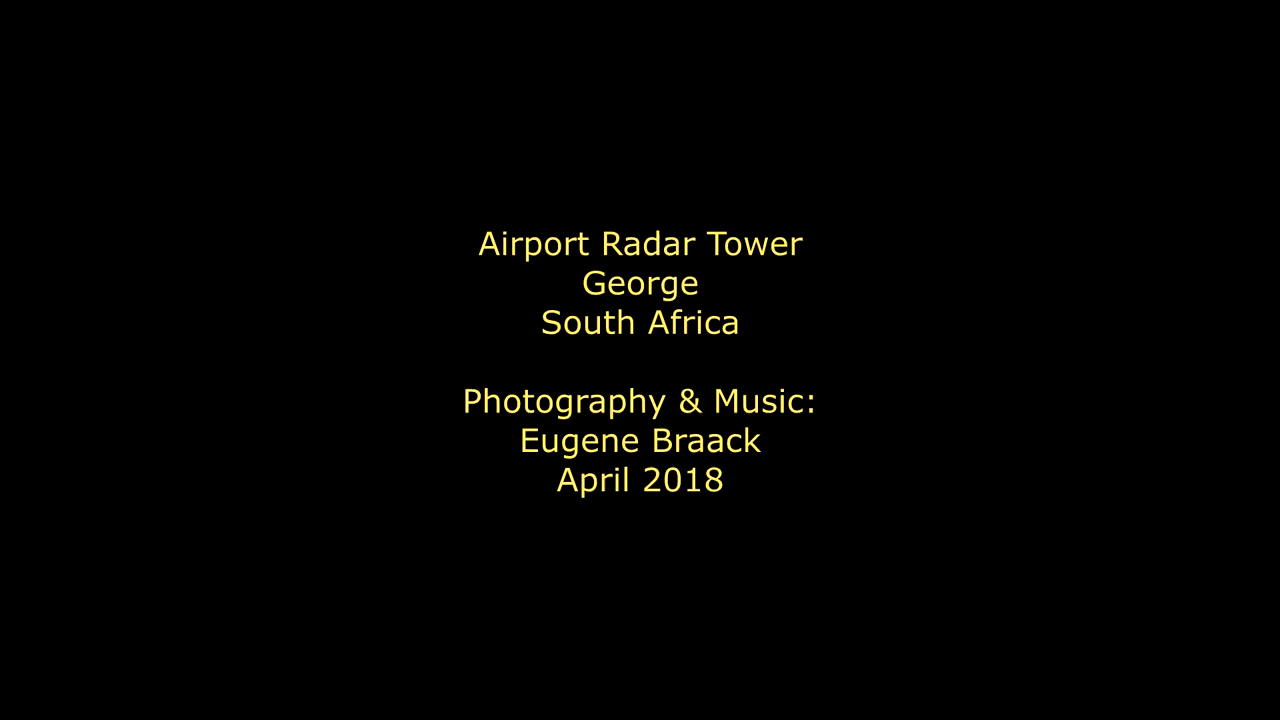 Airport Radar Tower
George
South Africa
Photography & Music:
Eugene Braack
April 2018